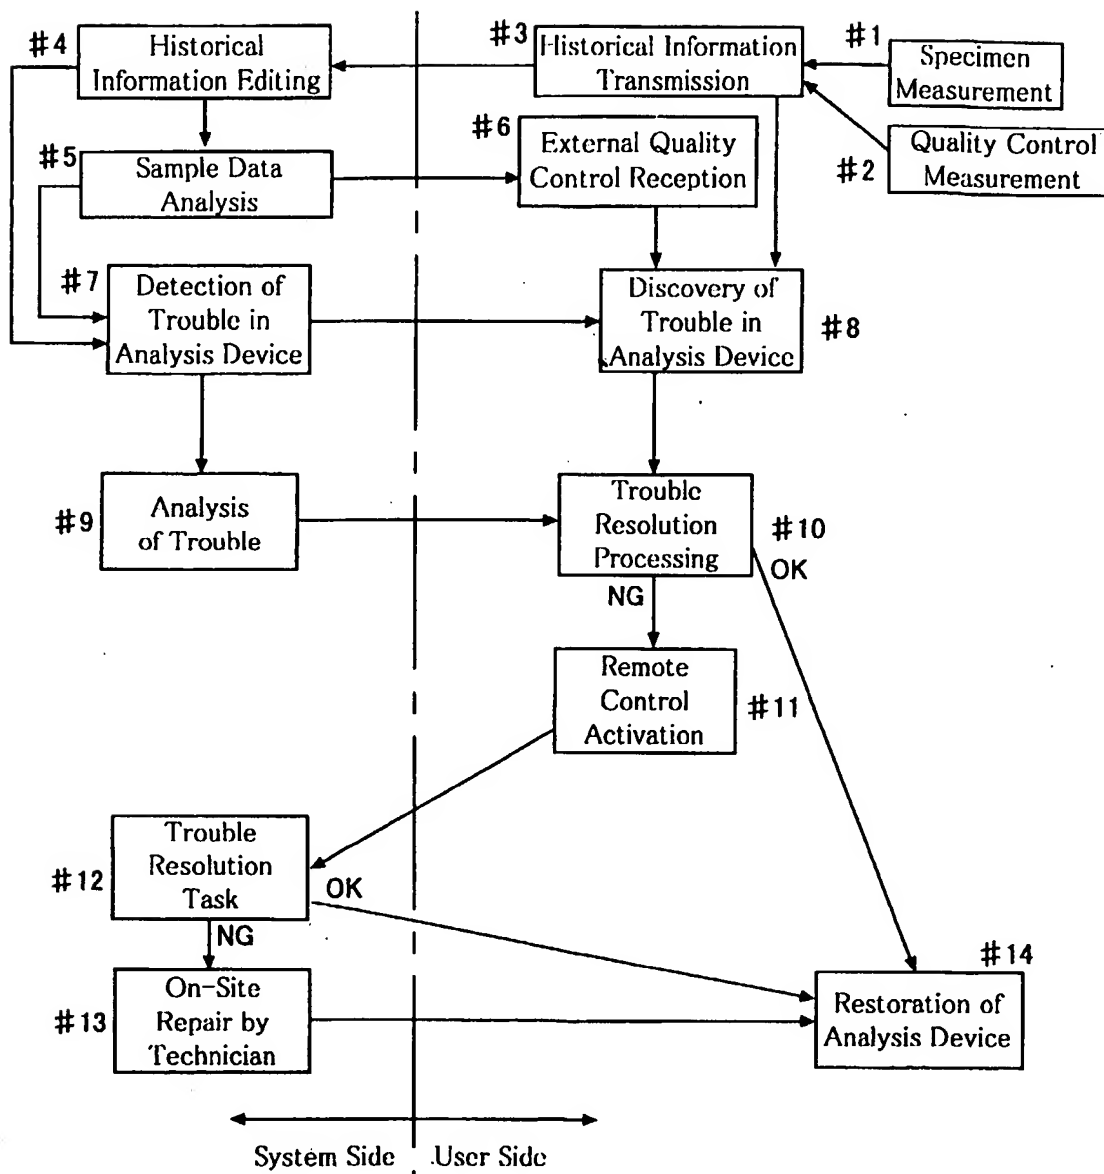 #4
Historical
Information Editing
#3
Historical Information
Transmission
#1
Specimen
Measurement
#2
Quality Control
Measurement
#5
Sample Data
Analysis
#6
External Quality
Control Reception
#7
Detection of
Trouble in
Analysis Device
Discovery of
Trouble in
Analysis Device
#8
#9
Analysis
of Trouble
Trouble
Resolution
Processing
#10
OK
NG
Remote
Control
Activation
#11
#12
Trouble
Resolution
Task
OK
NG
#13
On-Site
Repair by
Technician
#14
Restoration of
Analysis Device
System Side
User Side